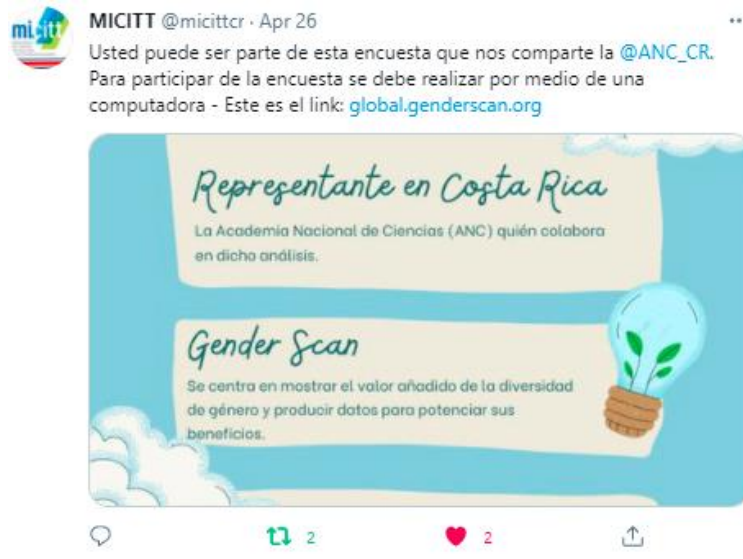 micitt
MICITT @micittcr · Apr 26
Usted puede ser parte de esta encuesta que nos comparte la @ANC_CR.
Para participar de la encuesta se debe realizar por medio de una
computadora - Este es el link: global.genderscan.org
Representante en Costa Rica
La Academia Nacional de Ciencias (ANC) quién colabora
en dicho análisis.
Gender Scan
Se centra en mostrar el valor añadido de la diversidad
de género y producir datos para potenciar sus
beneficios.
2 2